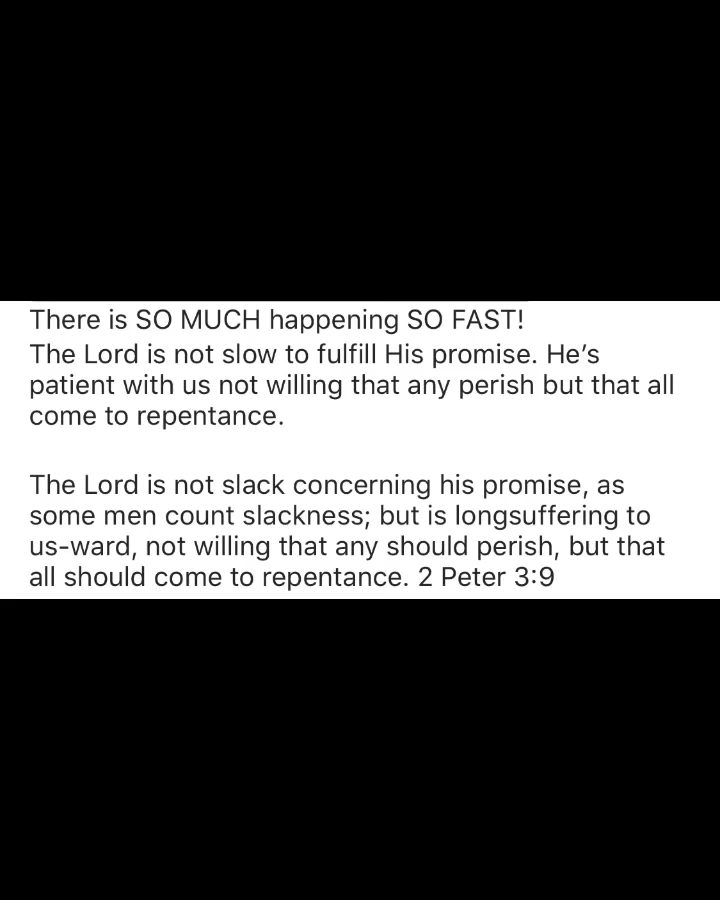 There is SO MUCH happening SO FAST!
The Lord is not slow to fulfill His promise. He’s
patient with us not willing that any perish but that all
come to repentance.
The Lord is not slack concerning his promise, as
some men count slackness; but is longsuffering to
us-ward, not willing that any should perish, but that
all should come to repentance. 2 Peter 3:9